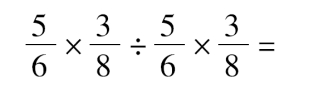 5/6 × 3/8 ÷ 5/6 × 3/8 =